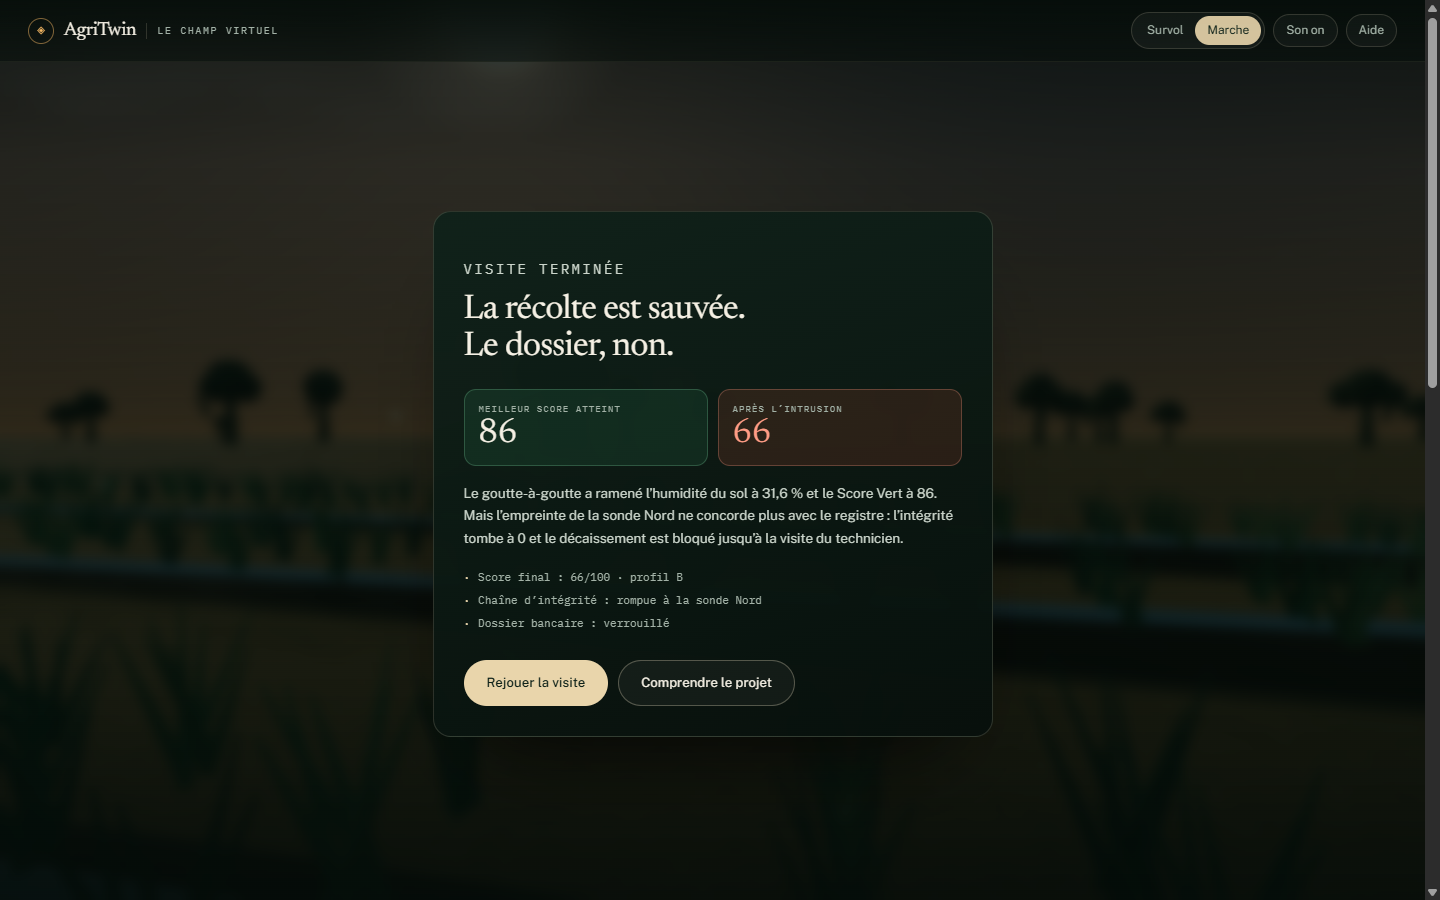 AgriTwin
LE CHAMP VIRTUEL
Survol
Marche
Son on
Aide
VISITE TERMINÉE
La récolte est sauvée.
Le dossier, non.
MEILLEUR SCORE ATTEINT
86
APRÈS L'INTRUSION
66
Le goutte-à-goutte a ramené l'humidité du sol à 31,6 % et le Score Vert à 86.
Mais l'empreinte de la sonde Nord ne concorde plus avec le registre : l'intégrité
tombe à 0 et le décaissement est bloqué jusqu'à la visite du technicien.
· Score final : 66/100 · profil B
· Chaîne d'intégrité : rompue à la sonde Nord
· Dossier bancaire : verrouillé
Rejouer la visite
Comprendre le projet